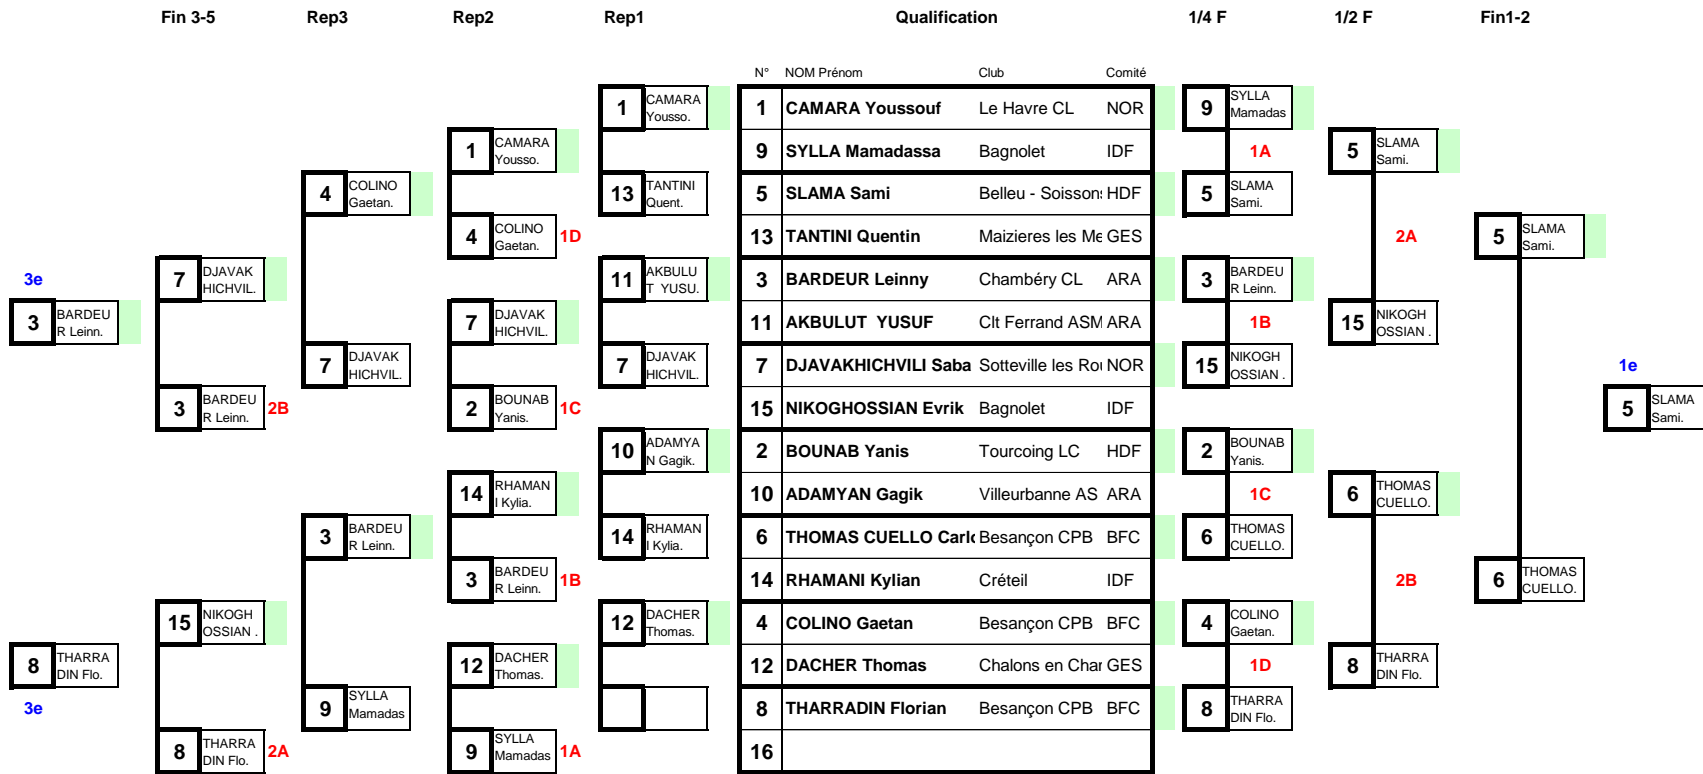 Fin 3-5 Rep3 Rep2 Rep1 Qualification 1/4 F 1/2 F Fin1-2
N° NOM Prénom Club Comité
1 CAMARA Yousso.
1 CAMARA Youssouf Le Havre CL NOR
9 SYLLA Mamadas
1 CAMARA Yousso.
9 SYLLA Mamadassa Bagnolet IDF
1A
5 SLAMA Sami.
4 COLINO Gaetan.
13 TANTINI Quent.
5 SLAMA Sami Belleu - Soissons HDF
5 SLAMA Sami.
4 COLINO Gaetan. 1D
13 TANTINI Quentin Maizieres les Me GES
2A
5 SLAMA Sami.
3e
7 DJAVAK HICHVIL.
11 AKBULU T YUSU.
3 BARDEUR Leinny Chambéry CL ARA
3 BARDEU R Leinn.
3 BARDEU R Leinn.
7 DJAVAK HICHVIL.
11 AKBULUT YUSUF Clt Ferrand ASM ARA
1B
15 NIKOGH OSSIAN .
7 DJAVAK HICHVIL.
7 DJAVAK HICHVIL.
7 DJAVAKHICHVILI Saba Sotteville les Rou NOR
15 NIKOGH OSSIAN .
1e
3 BARDEU R Leinn. 2B
2 BOUNAB Yanis. 1C
15 NIKOGHOSSIAN Evrik Bagnolet IDF
5 SLAMA Sami.
10 ADAMYA N Gagik.
2 BOUNAB Yanis Tourcoing LC HDF
2 BOUNAB Yanis.
14 RHAMAN I Kylia.
10 ADAMYAN Gagik Villeurbanne AS ARA
1C
6 THOMAS CUELLO.
3 BARDEU R Leinn.
14 RHAMAN I Kylia.
6 THOMAS CUELLO Carlo Besançon CPB BFC
6 THOMAS CUELLO.
3 BARDEU R Leinn. 1B
14 RHAMANI Kylian Créteil IDF
2B
6 THOMAS CUELLO.
15 NIKOGH OSSIAN .
12 DACHER Thomas.
4 COLINO Gaetan Besançon CPB BFC
4 COLINO Gaetan.
8 THARRA DIN Flo.
12 DACHER Thomas.
12 DACHER Thomas Chalons en Char GES
1D
8 THARRA DIN Flo.
3e
9 SYLLA Mamadas
8 THARRADIN Florian Besançon CPB BFC
8 THARRA DIN Flo.
8 THARRA DIN Flo. 2A
9 SYLLA Mamadas 1A
16